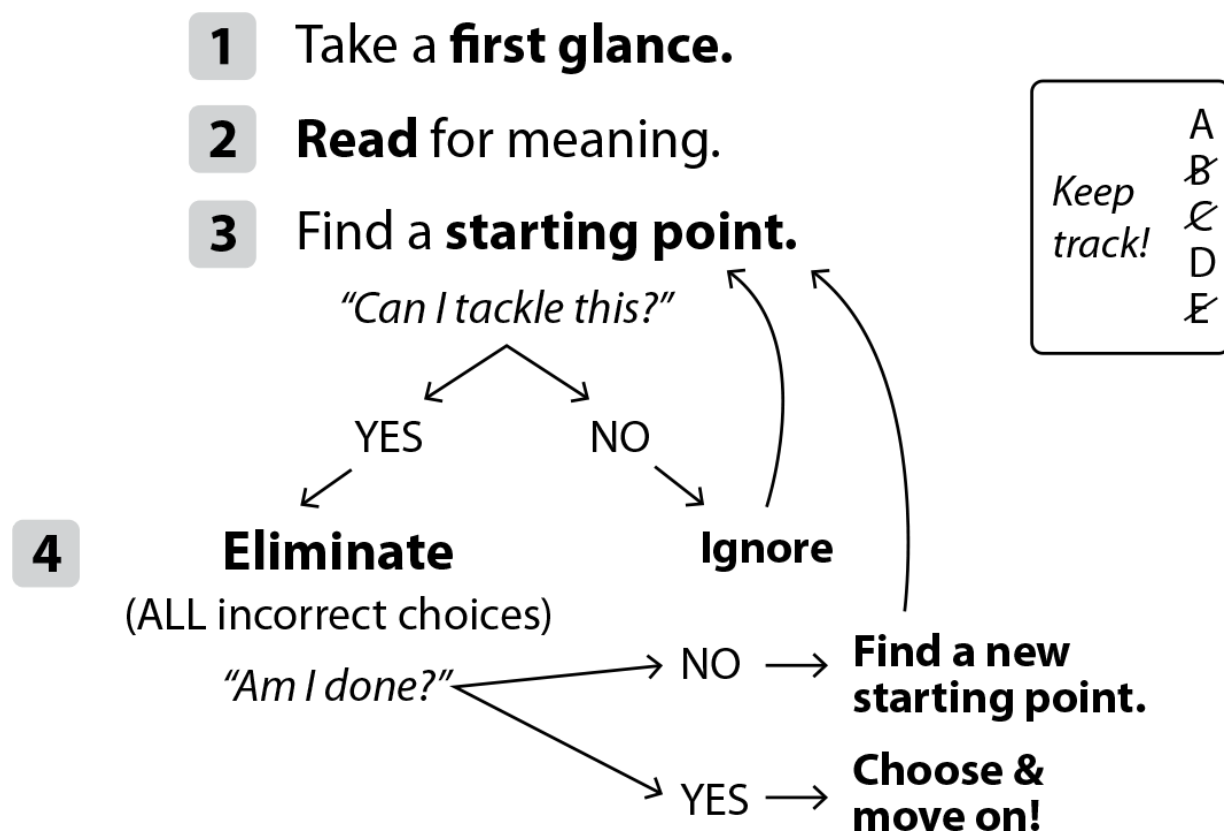 1 Take a first glance.
2 Read for meaning.
3 Find a starting point.
“Can I tackle this?”
YES NO
4 Eliminate Ignore
(ALL incorrect choices)
“Am I done?” NO Find a new
starting point.
YES Choose &
move on!
Keep
track!
A
B
C
D
E